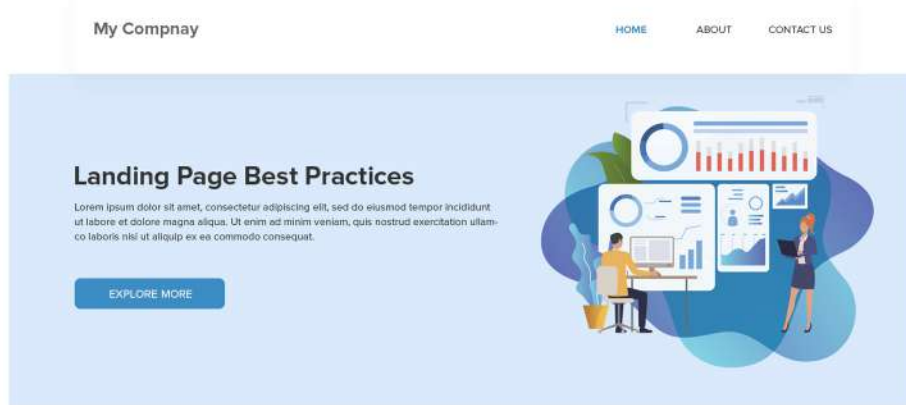 My Compnay
HOME ABOUT CONTACT US
Landing Page Best Practices
Lorem ipsum dolor sit amet, consectetur adipiscing elit, sed do eiusmod tempor incididunt
ut labore et dolore magna aliqua. Ut enim ad minim veniam, quis nostrud exercitation ullam-
co laboris nisi ut aliquip ex ea commodo consequat.
EXPLORE MORE